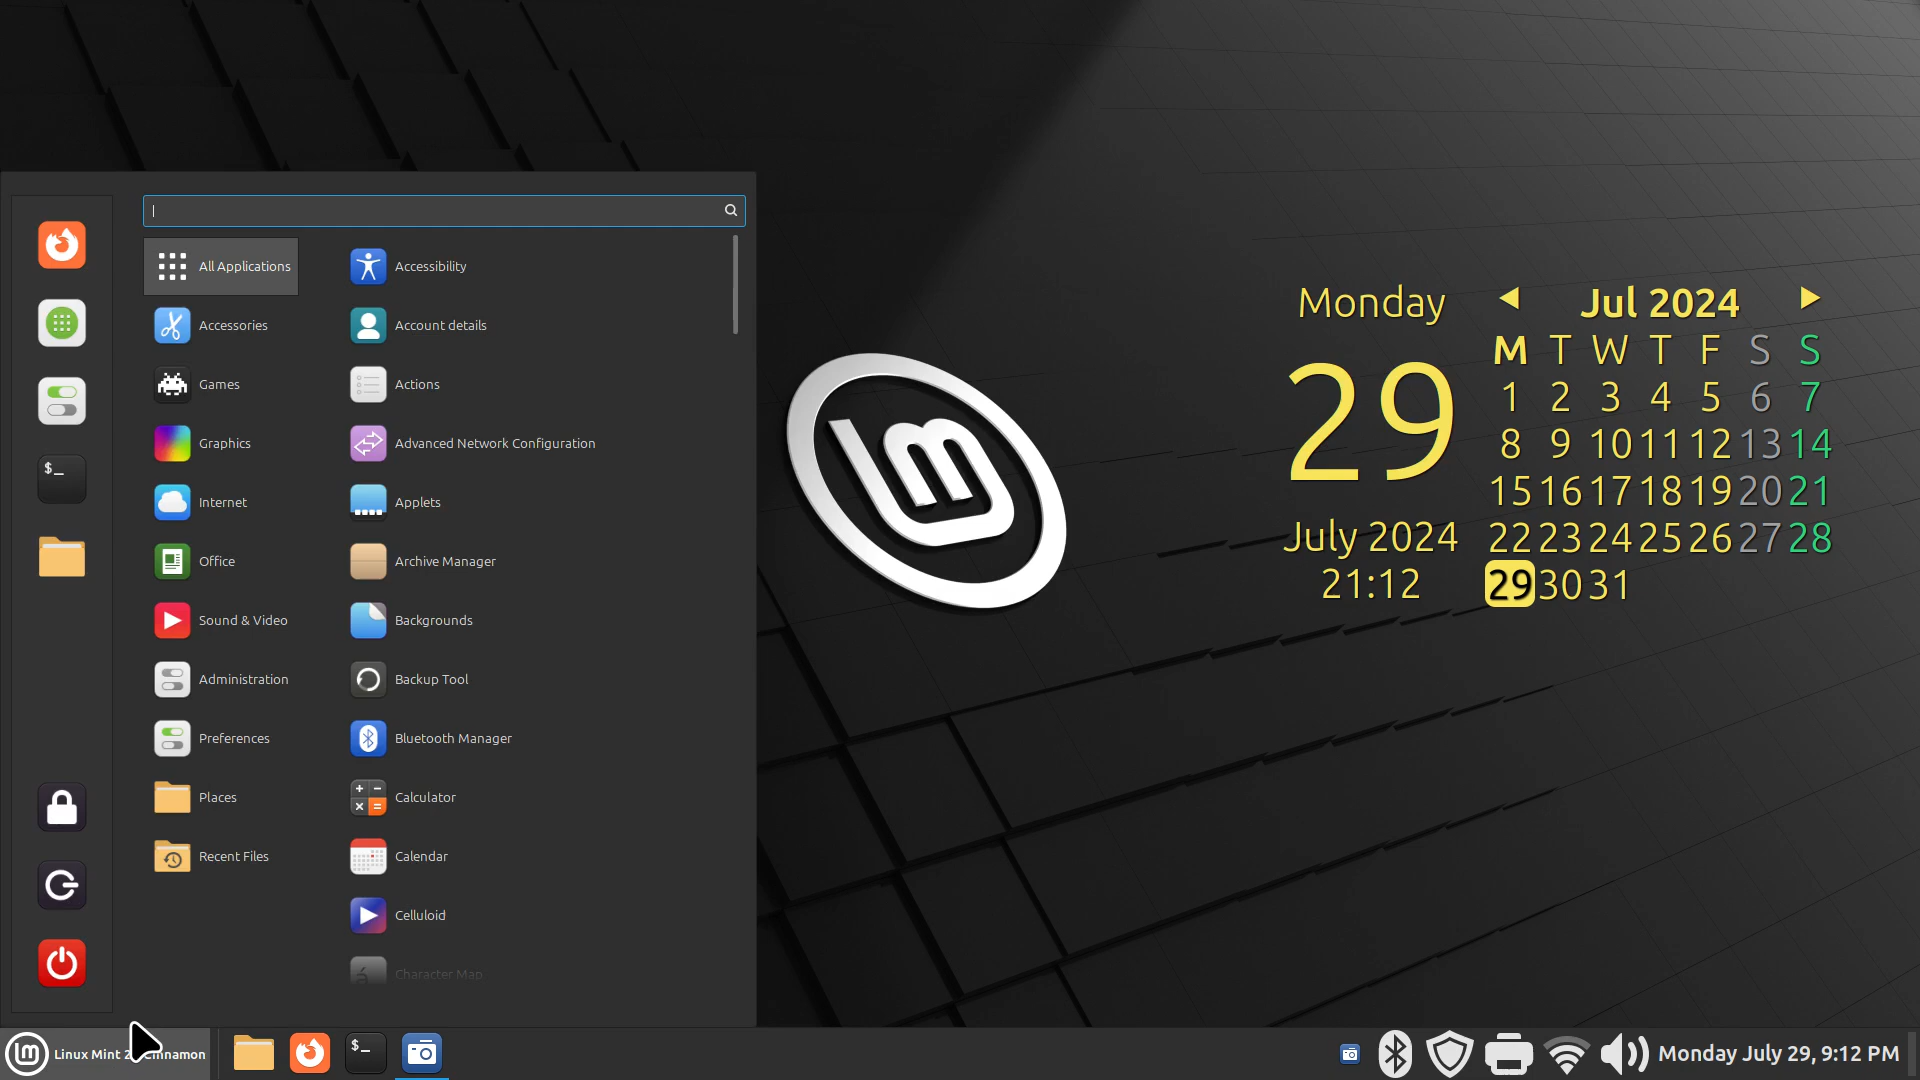 All Applications
Accessories
Games
Graphics
Internet
Office
Sound & Video
Administration
Preferences
Places
Recent Files
Accessibility
Account details
Actions
Advanced Network Configuration
Applets
Archive Manager
Backgrounds
Backup Tool
Bluetooth Manager
Calculator
Calendar
Celluloid
Character Map
Monday
29
July 2024
21:12
◀ Jul 2024 ▶
M T W T F S S
1 2 3 4 5 6 7
8 9 10 11 12 13 14
15 16 17 18 19 20 21
22 23 24 25 26 27 28
29 30 31
$_
Linux Mint
$_
Monday July 29, 9:12 PM